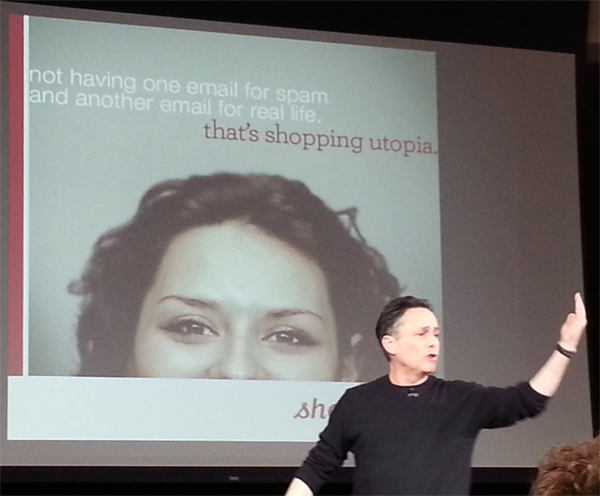 not having one email for spam
and another email for real life.
that's shopping utopia.